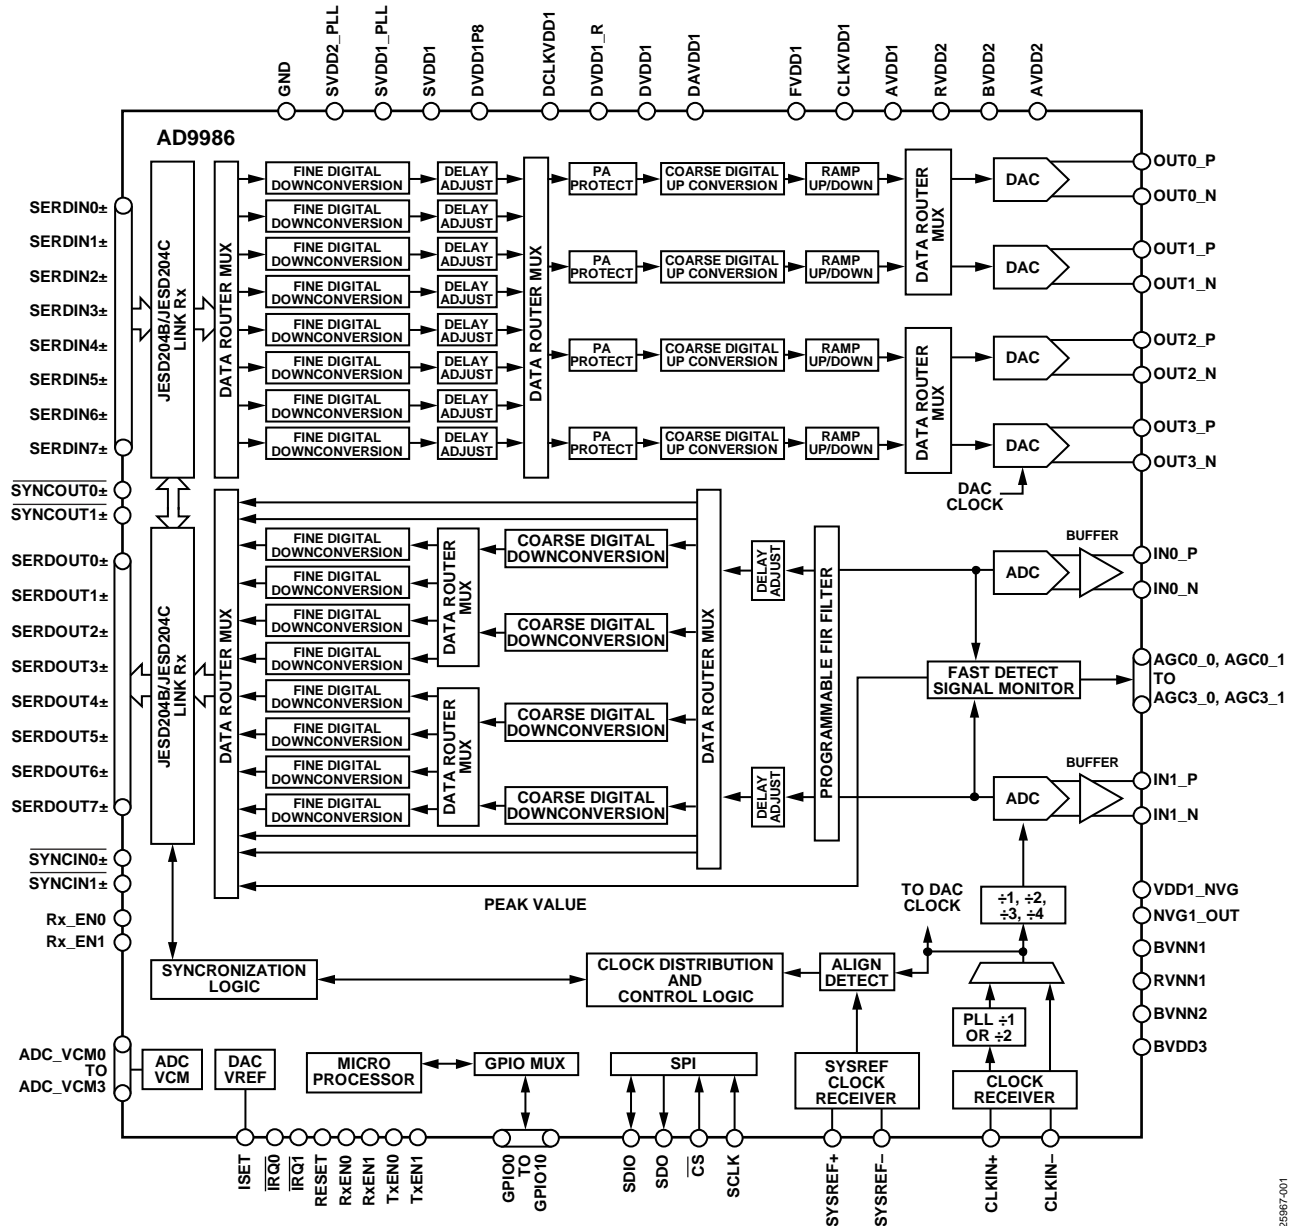 GND
SVDD2_PLL
SVDD1_PLL
SVDD1
DVDD1P8
DCLKVDD1
DVDD1_R
DVDD1
DAVDD1
FVDD1
CLKVDD1
AVDD1
RVDD2
BVDD2
AVDD2
AD9986
SERDIN0±
SERDIN1±
SERDIN2±
SERDIN3±
SERDIN4±
SERDIN5±
SERDIN6±
SERDIN7±
SYNCOUT0±
SYNCOUT1±
SERDOUT0±
SERDOUT1±
SERDOUT2±
SERDOUT3±
SERDOUT4±
SERDOUT5±
SERDOUT6±
SERDOUT7±
SYNCIN0±
SYNCIN1±
Rx_EN0
Rx_EN1
ADC_VCM0
TO
ADC_VCM3
JESD204B/JESD204C
LINK Rx
DATA ROUTER MUX
FINE DIGITAL
DOWNCONVERSION
DELAY
ADJUST
FINE DIGITAL
DOWNCONVERSION
DELAY
ADJUST
FINE DIGITAL
DOWNCONVERSION
DELAY
ADJUST
FINE DIGITAL
DOWNCONVERSION
DELAY
ADJUST
FINE DIGITAL
DOWNCONVERSION
DELAY
ADJUST
FINE DIGITAL
DOWNCONVERSION
DELAY
ADJUST
FINE DIGITAL
DOWNCONVERSION
DELAY
ADJUST
FINE DIGITAL
DOWNCONVERSION
DELAY
ADJUST
DATA ROUTER MUX
PA
PROTECT
COARSE DIGITAL
UP CONVERSION
RAMP
UP/DOWN
PA
PROTECT
COARSE DIGITAL
UP CONVERSION
RAMP
UP/DOWN
PA
PROTECT
COARSE DIGITAL
UP CONVERSION
RAMP
UP/DOWN
PA
PROTECT
COARSE DIGITAL
UP CONVERSION
RAMP
UP/DOWN
DATA ROUTER
MUX
DATA ROUTER
MUX
DAC
DAC
DAC
DAC
DAC
CLOCK
OUT0_P
OUT0_N
OUT1_P
OUT1_N
OUT2_P
OUT2_N
OUT3_P
OUT3_N
JESD204B/JESD204C
LINK Rx
DATA ROUTER MUX
FINE DIGITAL
DOWNCONVERSION
FINE DIGITAL
DOWNCONVERSION
FINE DIGITAL
DOWNCONVERSION
FINE DIGITAL
DOWNCONVERSION
FINE DIGITAL
DOWNCONVERSION
FINE DIGITAL
DOWNCONVERSION
FINE DIGITAL
DOWNCONVERSION
FINE DIGITAL
DOWNCONVERSION
DATA ROUTER
MUX
DATA ROUTER
MUX
COARSE DIGITAL
DOWNCONVERSION
COARSE DIGITAL
DOWNCONVERSION
COARSE DIGITAL
DOWNCONVERSION
COARSE DIGITAL
DOWNCONVERSION
DATA ROUTER MUX
DELAY
ADJUST
DELAY
ADJUST
PROGRAMMABLE FIR FILTER
ADC
BUFFER
FAST DETECT
SIGNAL MONITOR
ADC
BUFFER
IN0_P
IN0_N
AGC0_0, AGC0_1
TO
AGC3_0, AGC3_1
IN1_P
IN1_N
VDD1_NVG
NVG1_OUT
BVNN1
RVNN1
BVNN2
BVDD3
PEAK VALUE
TO DAC
CLOCK
÷1, ÷2,
÷3, ÷4
SYNCRONIZATION
LOGIC
CLOCK DISTRIBUTION
AND
CONTROL LOGIC
ALIGN
DETECT
PLL ÷1
OR ÷2
ADC
VCM
DAC
VREF
MICRO
PROCESSOR
GPIO MUX
SPI
SYSREF
CLOCK
RECEIVER
CLOCK
RECEIVER
ISET
IRQ0
IRQ1
RESET
RxEN0
RxEN1
TxEN0
TxEN1
GPIO0
TO
GPIO10
SDIO
SDO
CS
SCLK
SYSREF+
SYSREF–
CLKIN+
CLKIN–
25967-001